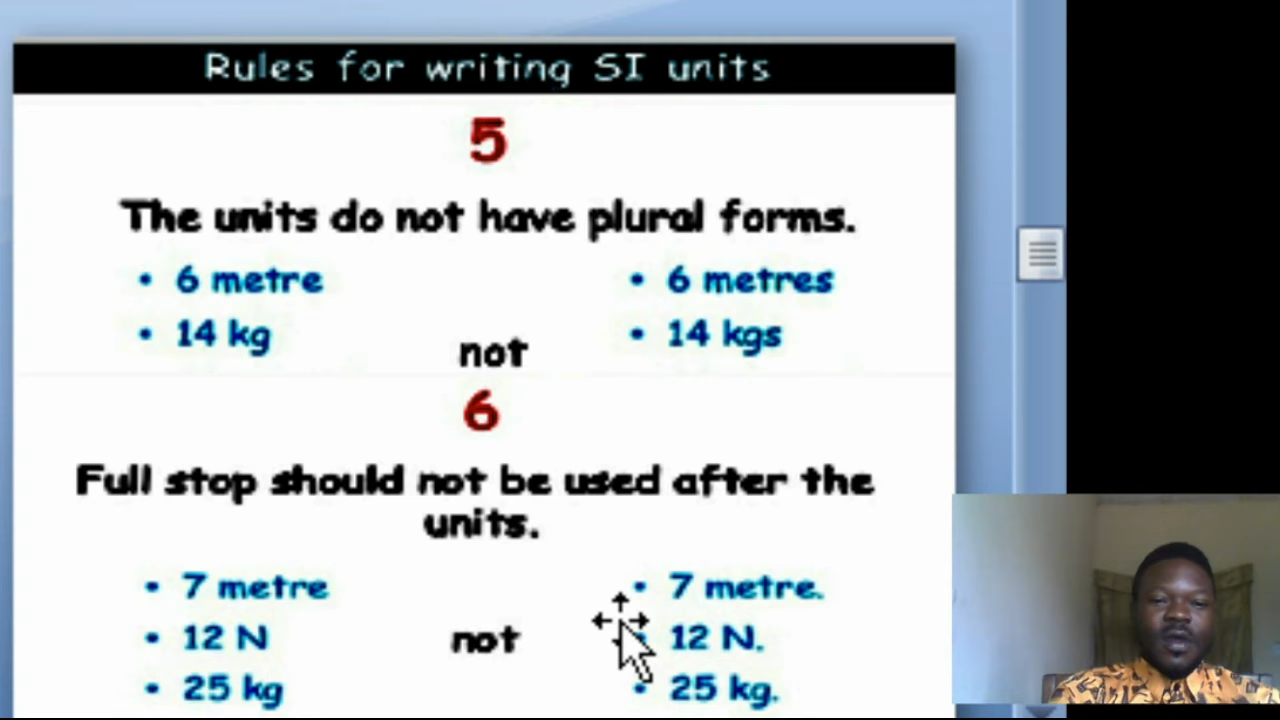 Rules for writing SI units
5
The units do not have plural forms.
• 6 metre
• 14 kg
not
• 6 metres
• 14 kgs
6
Full stop should not be used after the
units.
• 7 metre
• 12 N
• 25 kg
not
• 7 metre.
• 12 N.
• 25 kg.